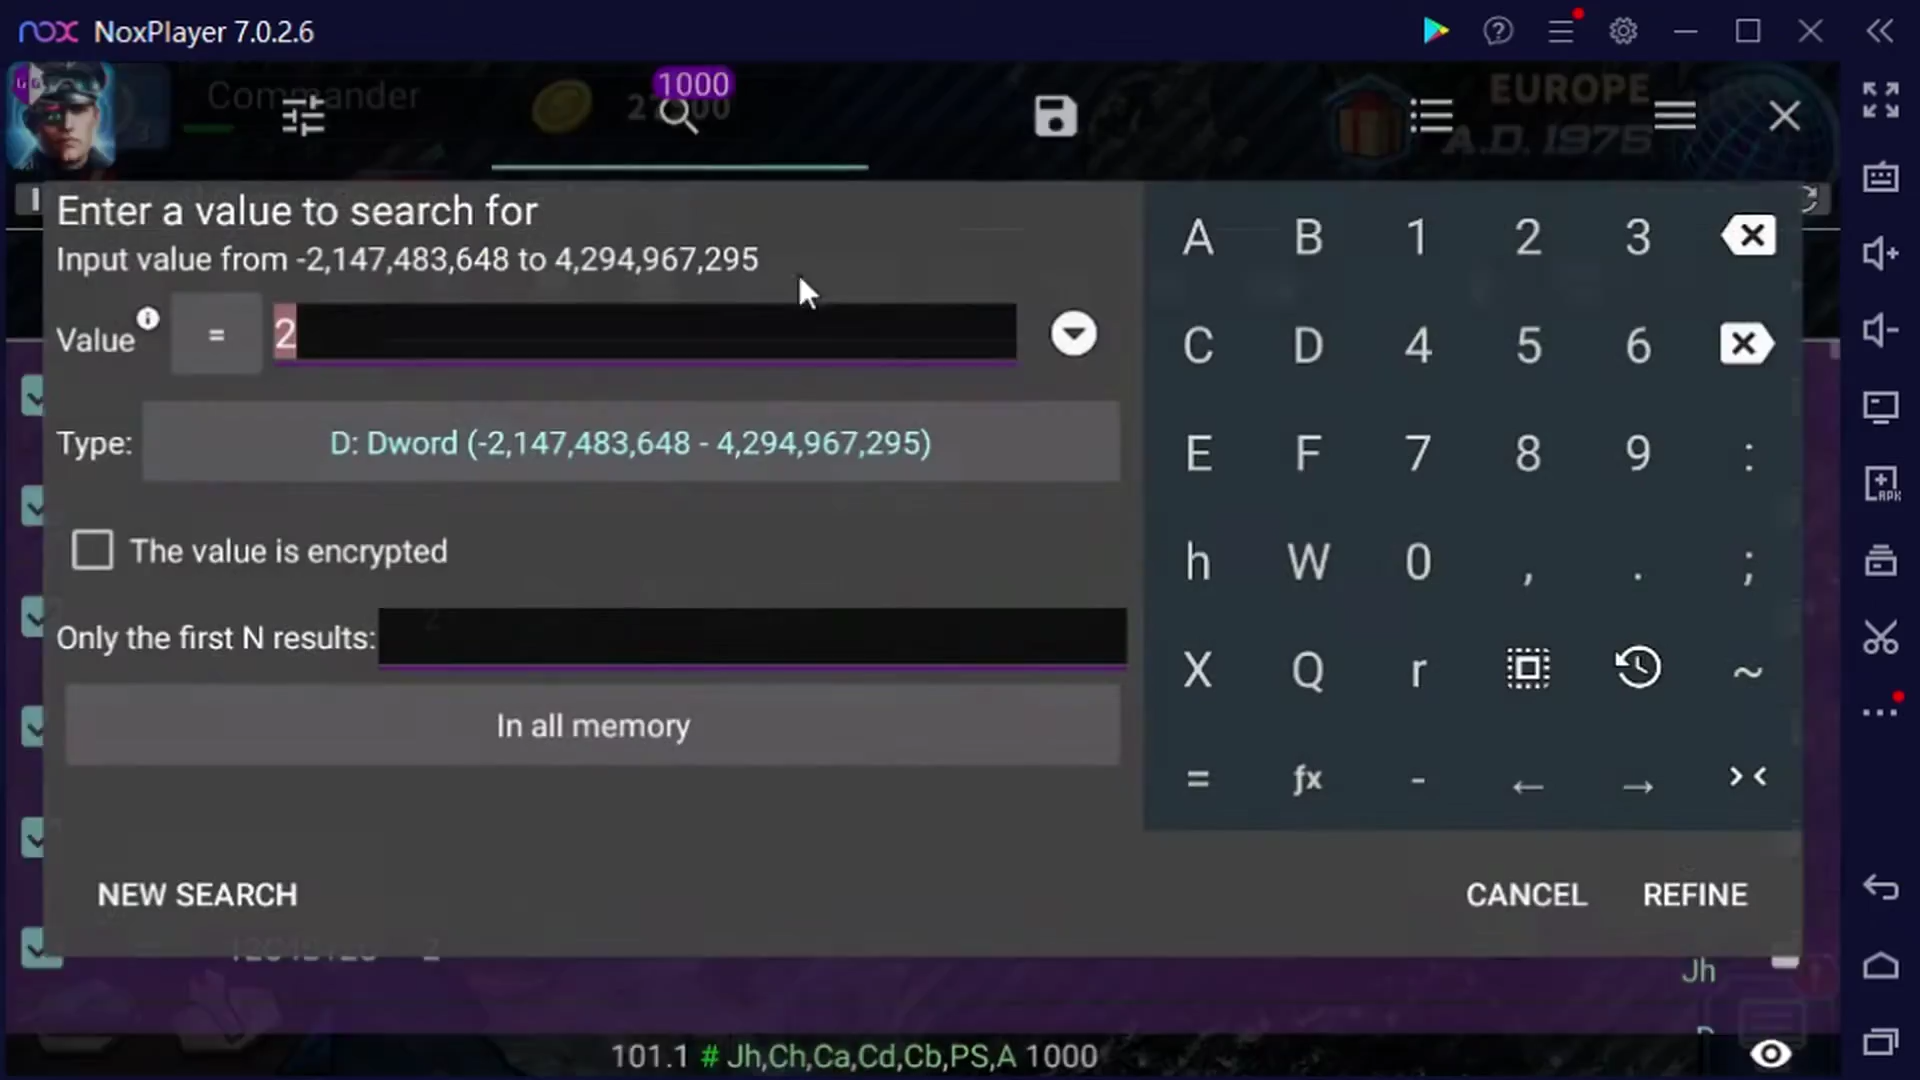 nox NoxPlayer 7.0.2.6
Commander
1000
EUROPE
A.D. 1975
Enter a value to search for
Input value from -2,147,483,648 to 4,294,967,295
Value = 2
Type: D: Dword (-2,147,483,648 - 4,294,967,295)
The value is encrypted
Only the first N results:
In all memory
NEW SEARCH
CANCEL REFINE
A B 1 2 3
C D 4 5 6
E F 7 8 9 :
h W 0 , . ;
X Q r ~
= ƒx - ← → > <
Jh
101.1 # Jh,Ch,Ca,Cd,Cb,PS,A 1000
APK